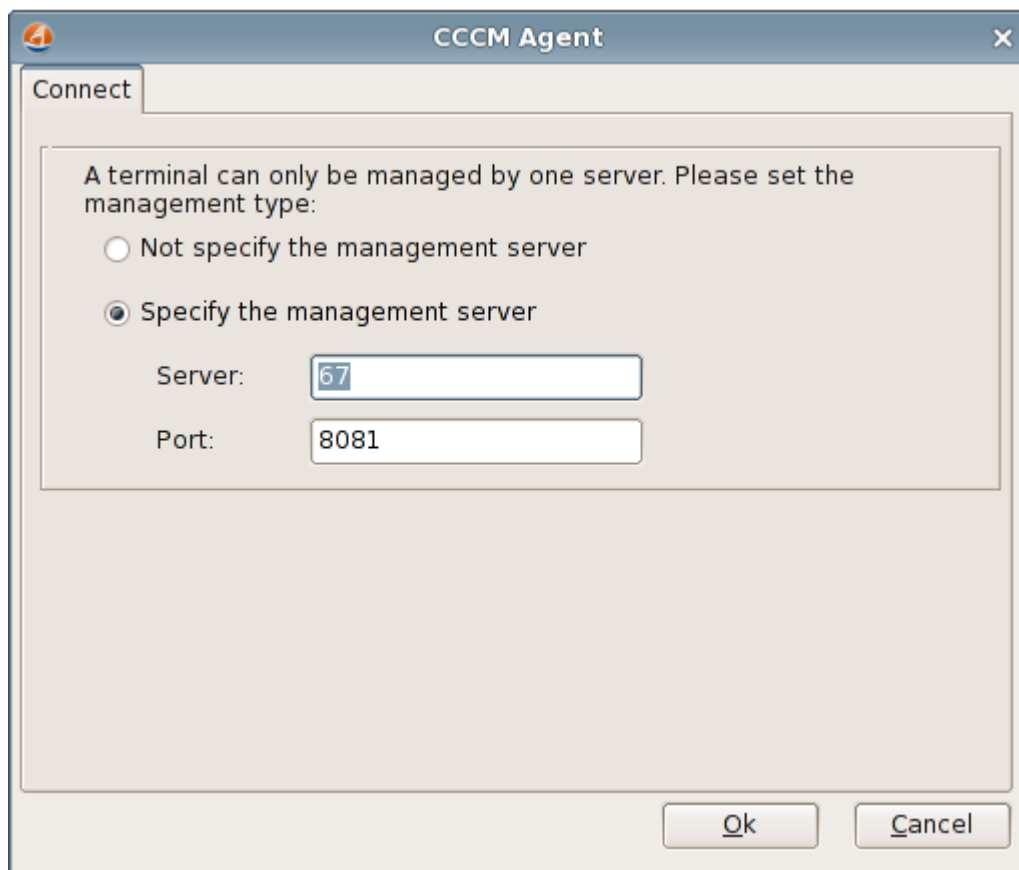 CCCM Agent
Connect
A terminal can only be managed by one server. Please set the
management type:
Not specify the management server
Specify the management server
Server: 67
Port: 8081
Ok Cancel